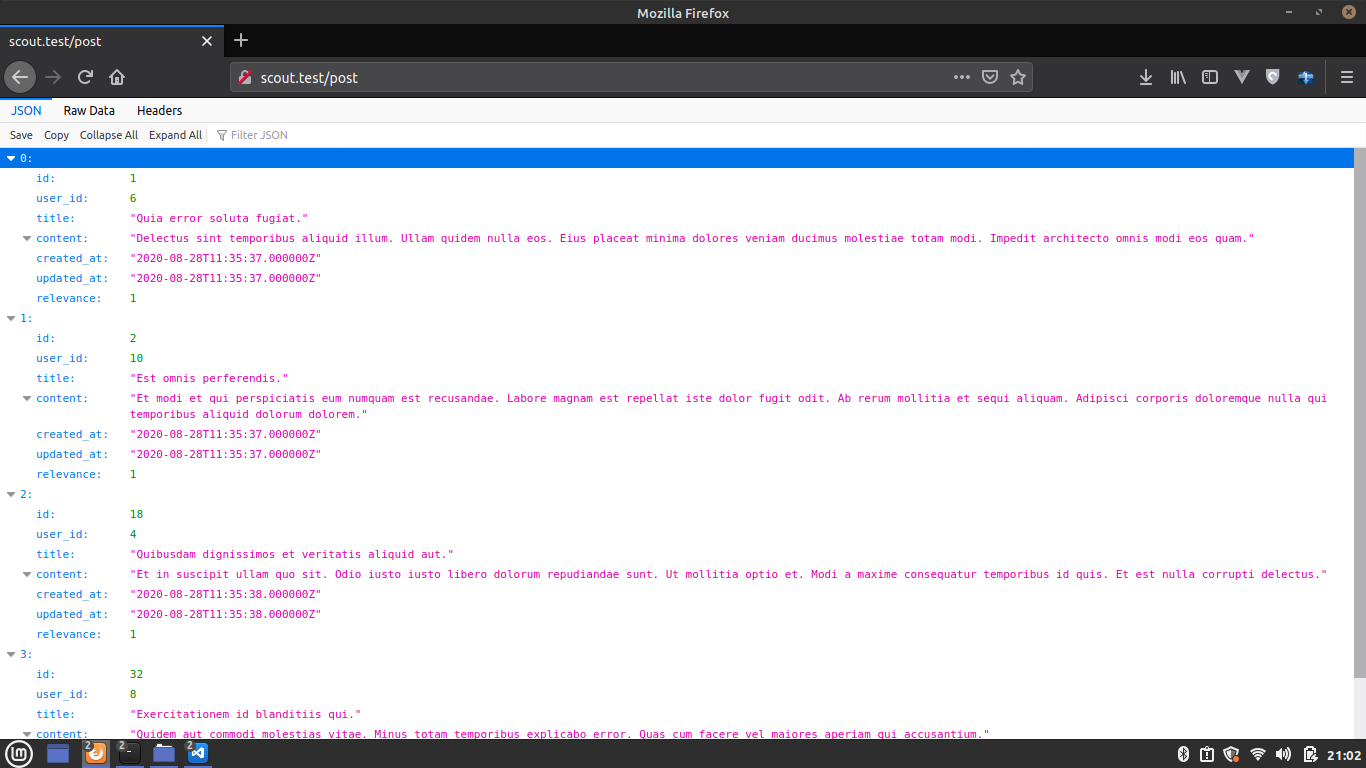 Mozilla Firefox
scout.test/post
scout.test/post
JSON Raw Data Headers
Save Copy Collapse All Expand All Filter JSON
0:
id: 1
user_id: 6
title: "Quia error soluta fugiat."
content: "Delectus sint temporibus aliquid illum. Ullam quidem nulla eos. Eius placeat minima dolores veniam ducimus molestiae totam modi. Impedit architecto omnis modi eos quam."
created_at: "2020-08-28T11:35:37.000000Z"
updated_at: "2020-08-28T11:35:37.000000Z"
relevance: 1
1:
id: 2
user_id: 10
title: "Est omnis perferendis."
content: "Et modi et qui perspiciatis eum numquam est recusandae. Labore magnam est repellat iste dolor fugit odit. Ab rerum mollitia et sequi aliquam. Adipisci corporis doloremque nulla qui
temporibus aliquid dolorum dolorem."
created_at: "2020-08-28T11:35:37.000000Z"
updated_at: "2020-08-28T11:35:37.000000Z"
relevance: 1
2:
id: 18
user_id: 4
title: "Quibusdam dignissimos et veritatis aliquid aut."
content: "Et in suscipit ullam quo sit. Odio iusto iusto libero dolorum repudiandae sunt. Ut mollitia optio et. Modi a maxime consequatur temporibus id quis. Et est nulla corrupti delectus."
created_at: "2020-08-28T11:35:38.000000Z"
updated_at: "2020-08-28T11:35:38.000000Z"
relevance: 1
3:
id: 32
user_id: 8
title: "Exercitationem id blanditiis qui."
content: "Quidem aut commodi molestias vitae. Minus totam temporibus explicabo error. Quas cum facere vel maiores aperiam qui accusantium."
2 2 2 21:02